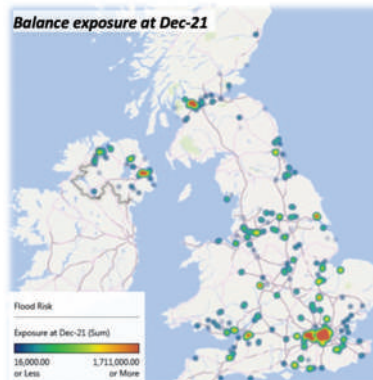 Balance exposure at Dec-21
Flood Risk
Exposure at Dec-21 (Sum)
16,000.00 1,711,000.00
or Less or More